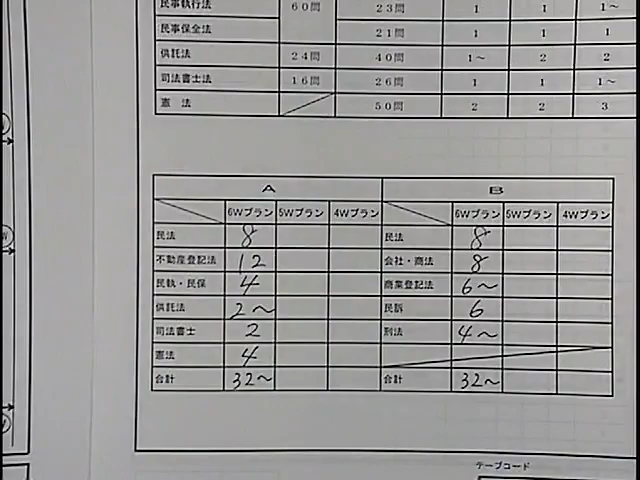 民事執行法 60問 23問 1 1 1〜
民事保全法 21問 1 1 1
供託法 24問 40問 1〜 2 2
司法書士法 16問 26問 1 1 1〜
憲 法 50問 2 2 3
A B
6Wプラン 5Wプラン 4Wプラン 6Wプラン 5Wプラン 4Wプラン
民法 8 民法 8
不動産登記法 12 会社・商法 8
民執・民保 4 商業登記法 6〜
供託法 2〜 民訴 6
司法書士 2 刑法 4〜
憲法 4
合計 32〜 合計 32〜
テープコード